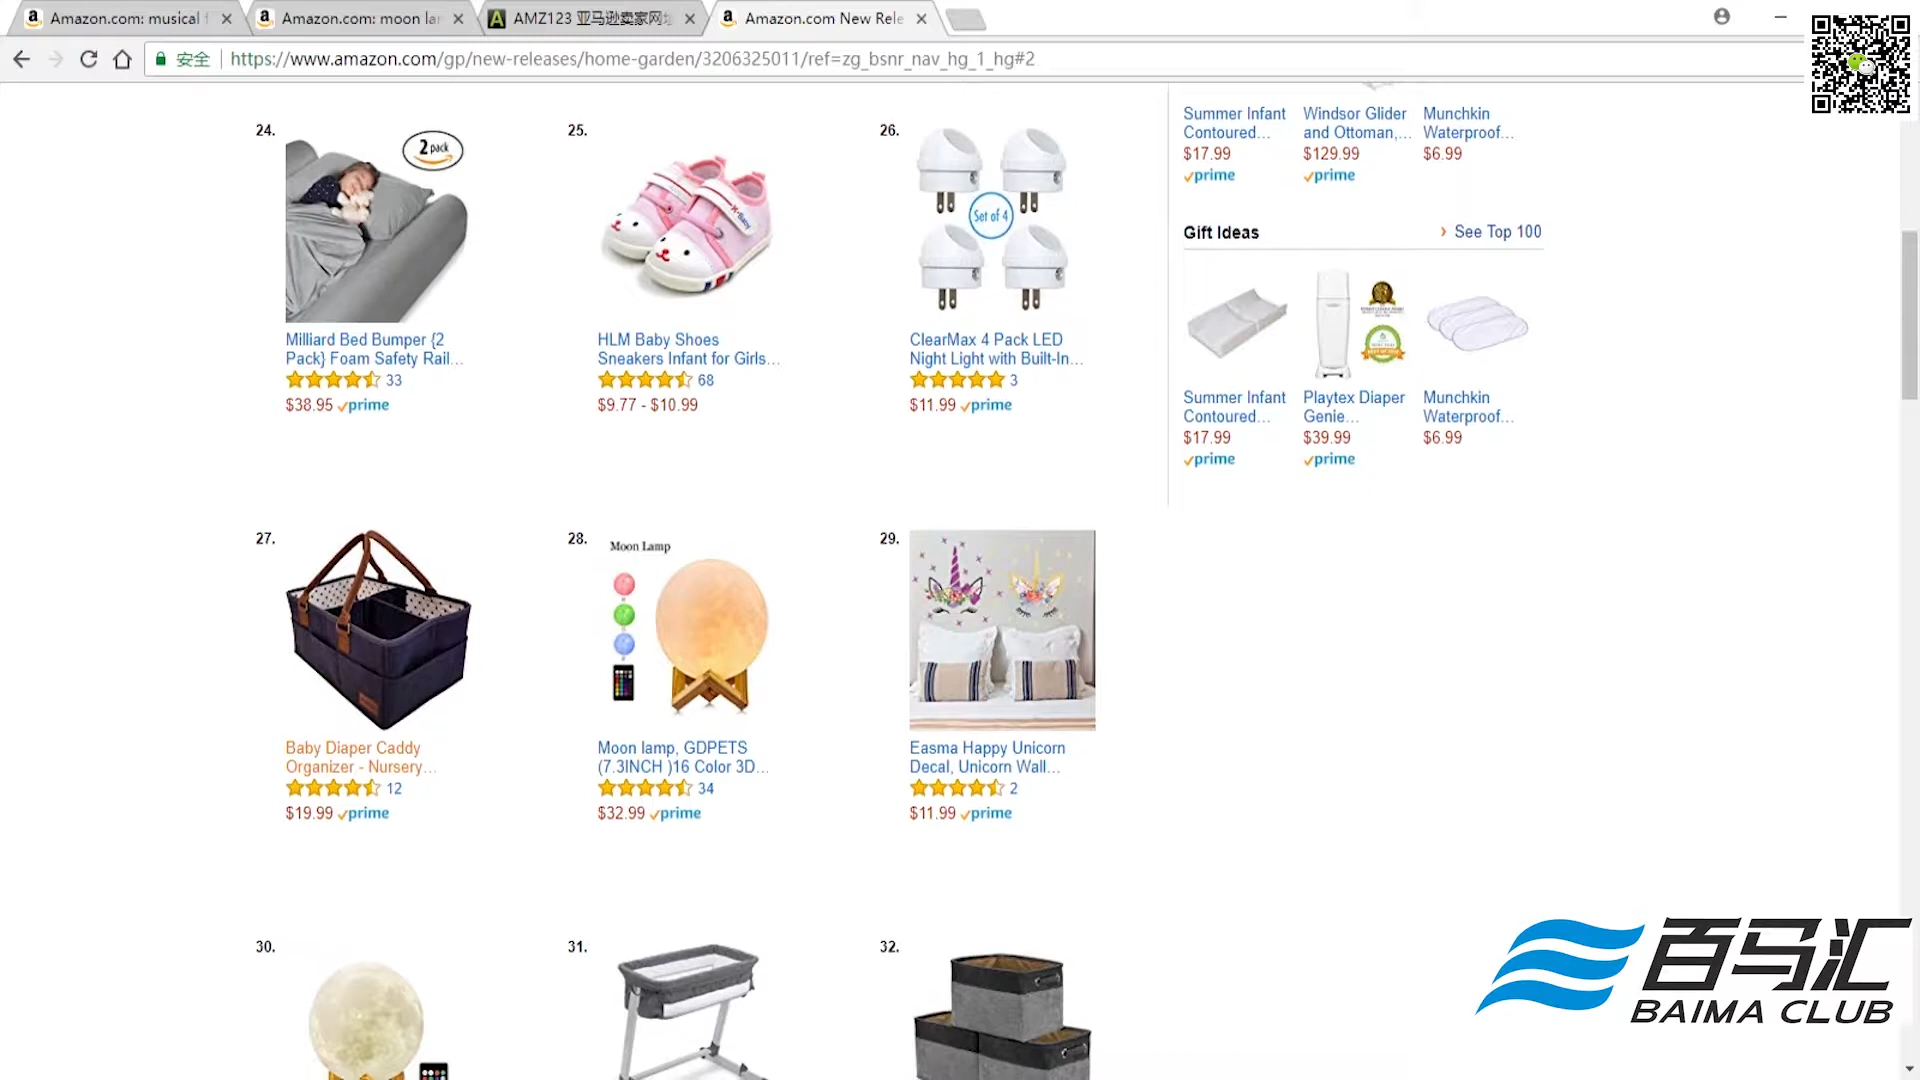 Amazon.com: musical f
Amazon.com: moon la
AMZ123 亚马逊卖家网
Amazon.com New Rele
安全 https://www.amazon.com/gp/new-releases/home-garden/3206325011/ref=zg_bsnr_nav_hg_1_hg#2
24.
2 pack
Milliard Bed Bumper {2
Pack} Foam Safety Rail…
33
$38.95 prime
25.
HLM Baby Shoes
Sneakers Infant for Girls…
68
$9.77 - $10.99
26.
Set of 4
ClearMax 4 Pack LED
Night Light with Built-In…
3
$11.99 prime
Summer Infant
Contoured…
$17.99
prime
Windsor Glider
and Ottoman,…
$129.99
prime
Munchkin
Waterproof…
$6.99
Gift Ideas
› See Top 100
Summer Infant
Contoured…
$17.99
prime
Playtex Diaper
Genie…
$39.99
prime
Munchkin
Waterproof…
$6.99
27.
Baby Diaper Caddy
Organizer - Nursery…
12
$19.99 prime
28.
Moon Lamp
Moon lamp, GDPETS
(7.3INCH )16 Color 3D…
34
$32.99 prime
29.
Easma Happy Unicorn
Decal, Unicorn Wall…
2
$11.99 prime
30.
31.
32.
百马汇
BAIMA CLUB